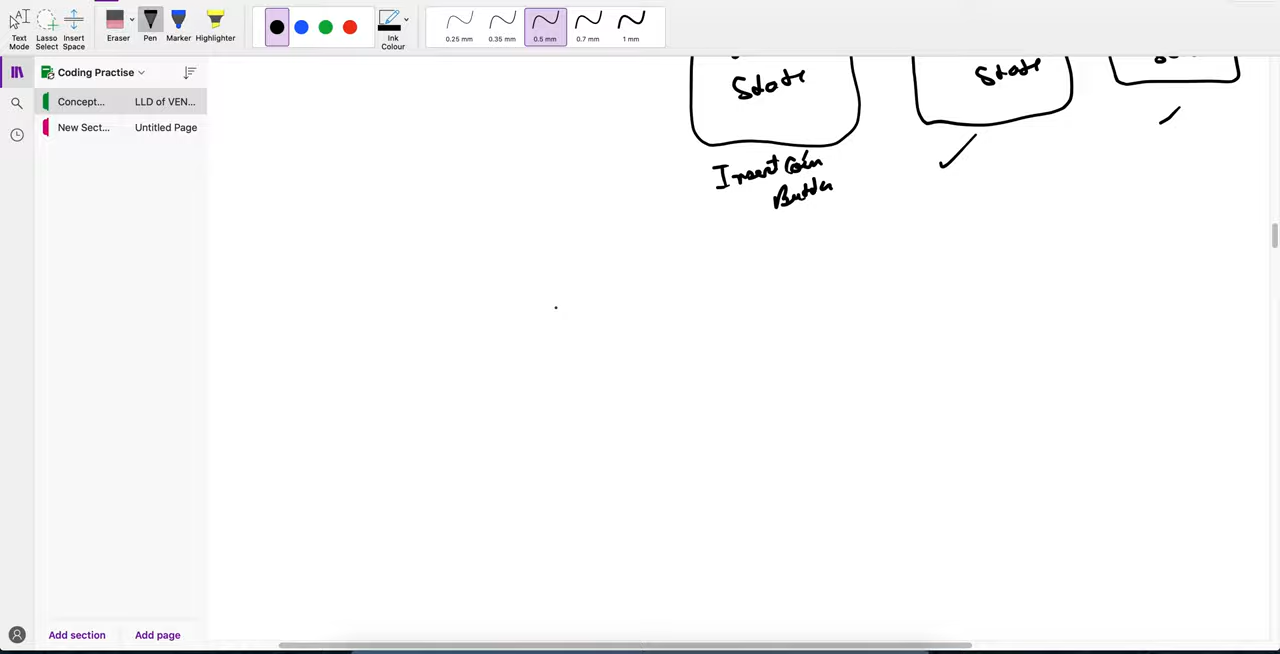 Text Mode
Lasso Select
Insert Space
Eraser
Pen
Marker
Highlighter
Ink Colour
0.25 mm
0.35 mm
0.5 mm
0.7 mm
1 mm
Coding Practise
Concept... LLD of VEN...
New Sect... Untitled Page
State
State
Insert Coin
Button
Add section
Add page